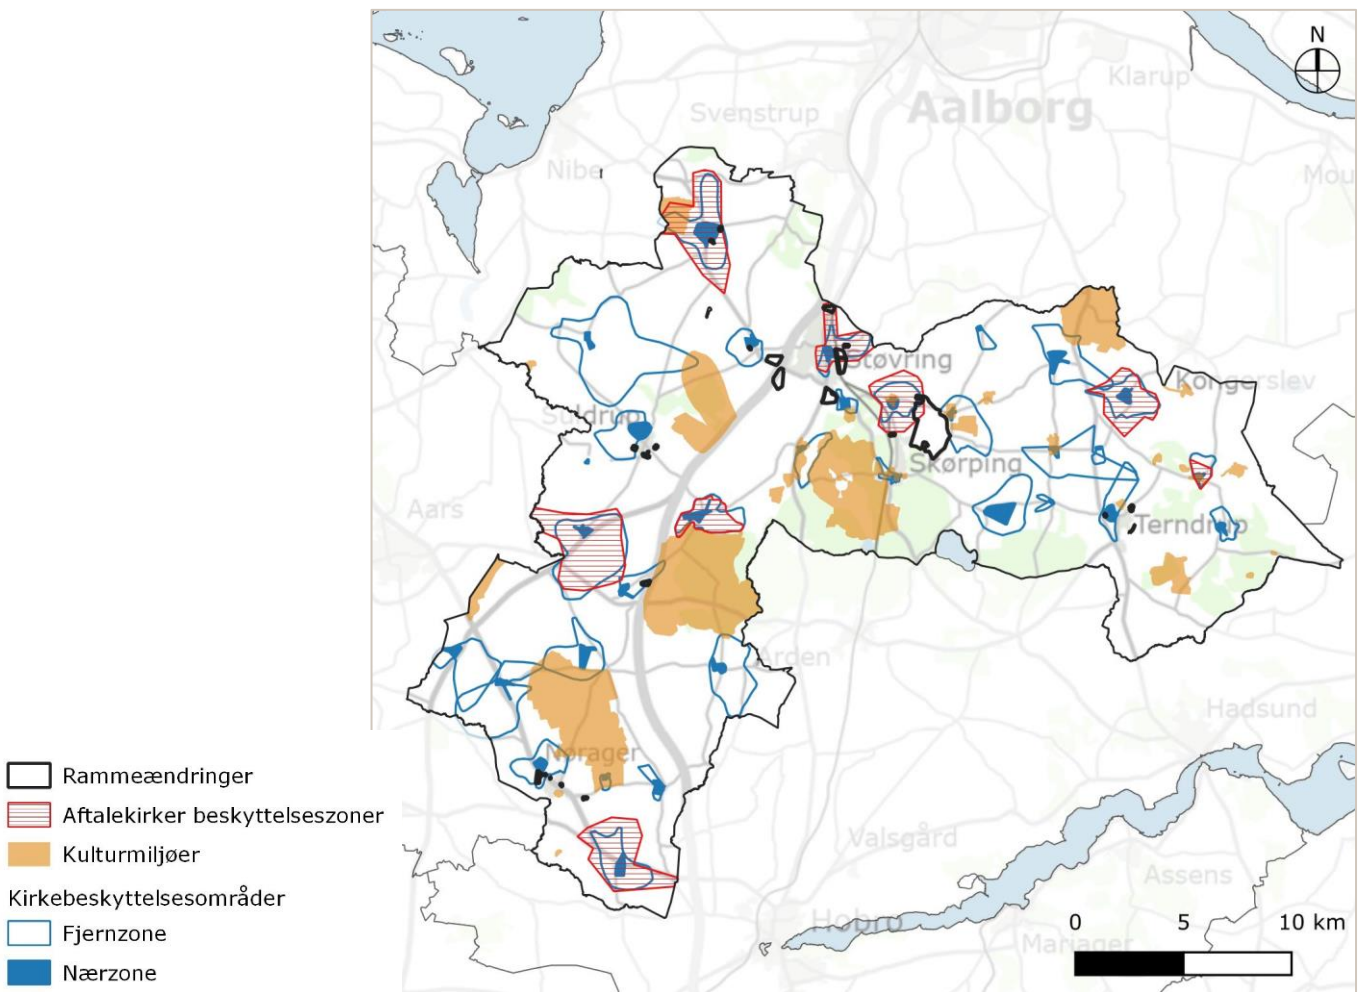 N
Klarup
Aalborg
Svenstrup
Nibe
Mou
Støvring
Kongerslev
Suldrup
Skørping
Aars
Terndrup
Arden
Hadsund
Nørager
Rammeændringer
Aftalekirker beskyttelseszoner
Valsgård
Kulturmiljøer
Assens
Kirkebeskyttelsesområder
Hobro
0 5 10 km
Fjernzone
Mariager
Nærzone